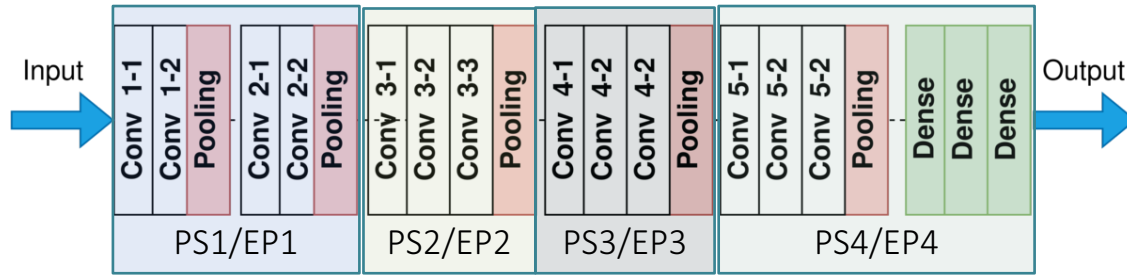 Input
Conv 1-1
Conv 1-2
Pooling
Conv 2-1
Conv 2-2
Pooling
PS1/EP1
Conv 3-1
Conv 3-2
Conv 3-3
Pooling
PS2/EP2
Conv 4-1
Conv 4-2
Conv 4-2
Pooling
PS3/EP3
Conv 5-1
Conv 5-2
Conv 5-2
Pooling
Dense
Dense
Dense
PS4/EP4
Output